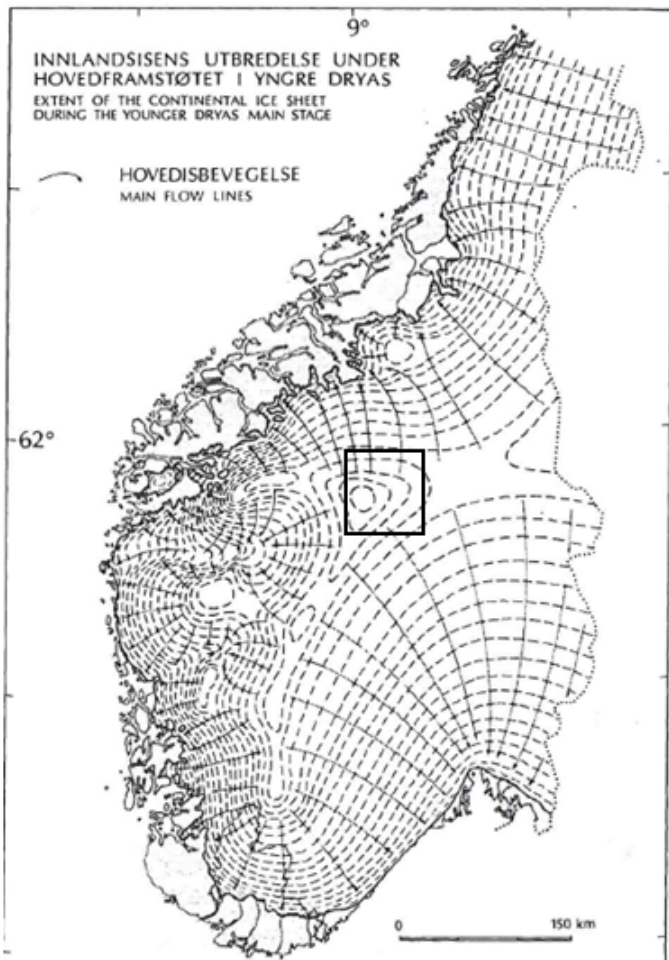 9°
INNLANDSISENS UTBREDELSE UNDER
HOVEDFRAMSTØTET I YNGRE DRYAS
EXTENT OF THE CONTINENTAL ICE SHEET
DURING THE YOUNGER DRYAS MAIN STAGE
HOVEDISBEVEGELSE
MAIN FLOW LINES
62°
0 150 km